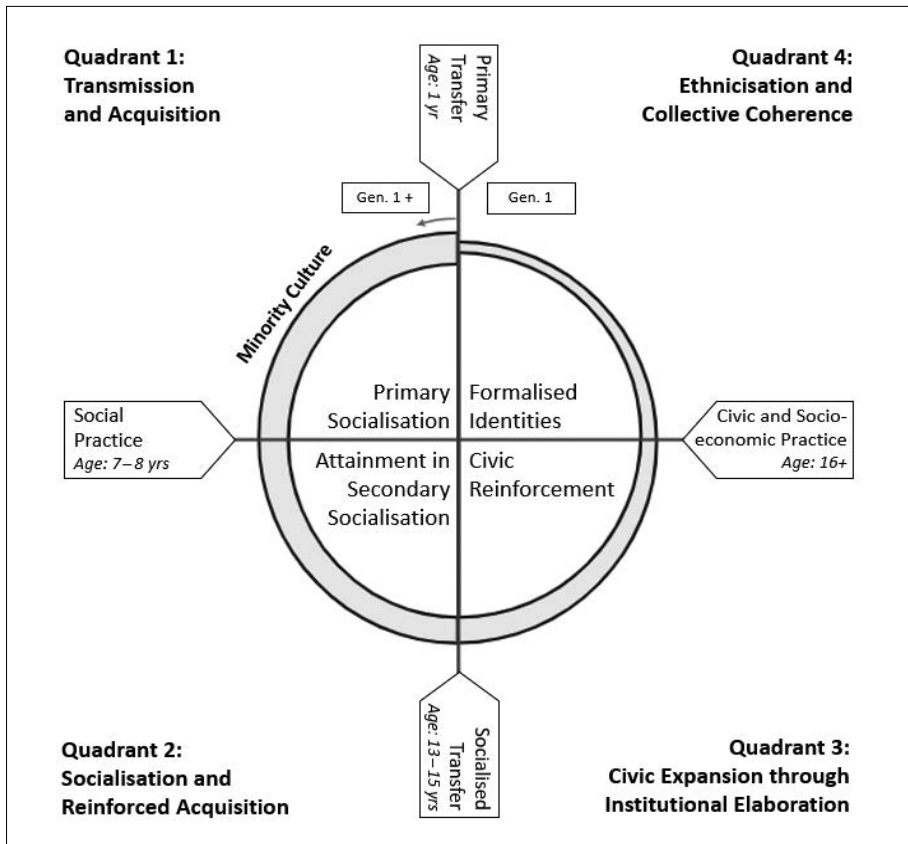 Quadrant 1:
Transmission
and Acquisition
Primary
Transfer
Age: 1 yr
Quadrant 4:
Ethnicisation and
Collective Coherence
Gen. 1 +
Gen. 1
Minority Culture
Primary
Socialisation
Formalised
Identities
Social
Practice
Age: 7–8 yrs
Civic and Socio-
economic Practice
Age: 16+
Attainment in
Secondary
Socialisation
Civic
Reinforcement
Socialised
Transfer
Age: 13–15 yrs
Quadrant 2:
Socialisation and
Reinforced Acquisition
Quadrant 3:
Civic Expansion through
Institutional Elaboration